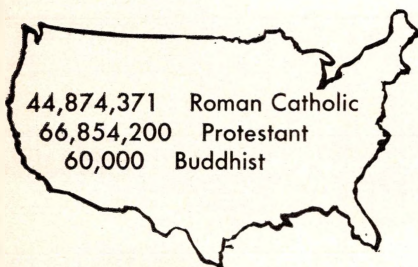 44,874,371 Roman Catholic
66,854,200 Protestant
60,000 Buddhist